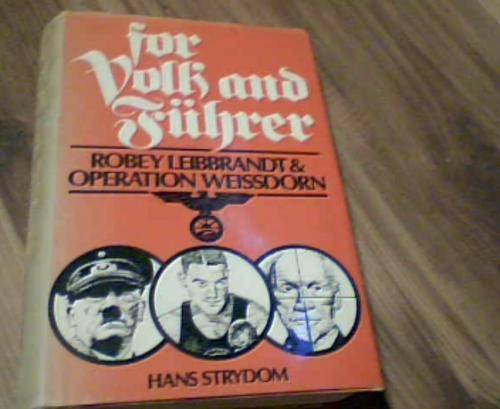 for
Volk and
Führer
ROBEY LEIBBRANDT &
OPERATION WEISSDORN
HANS STRYDOM